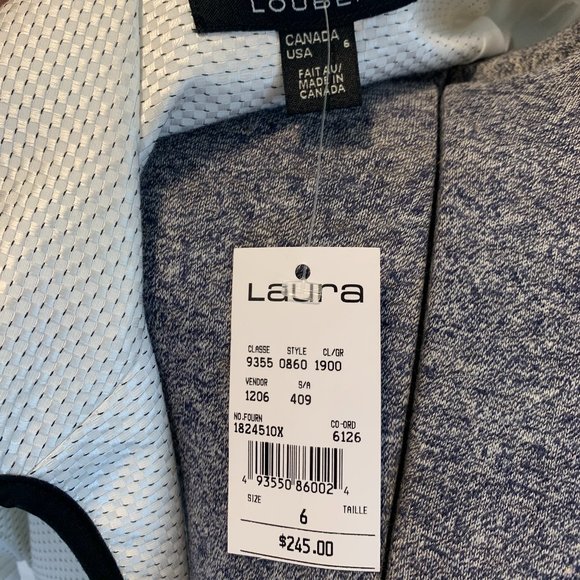 CANADA
USA 6
FAIT AU/
MADE IN
CANADA
Laura
CLASSE STYLE CL/GR
9355 0860 1900
VENDOR S/A
1206 409
NO.FOURN CO-ORD
1824510X 6126
4 93550 86002 4
SIZE 6 TAILLE
$245.00